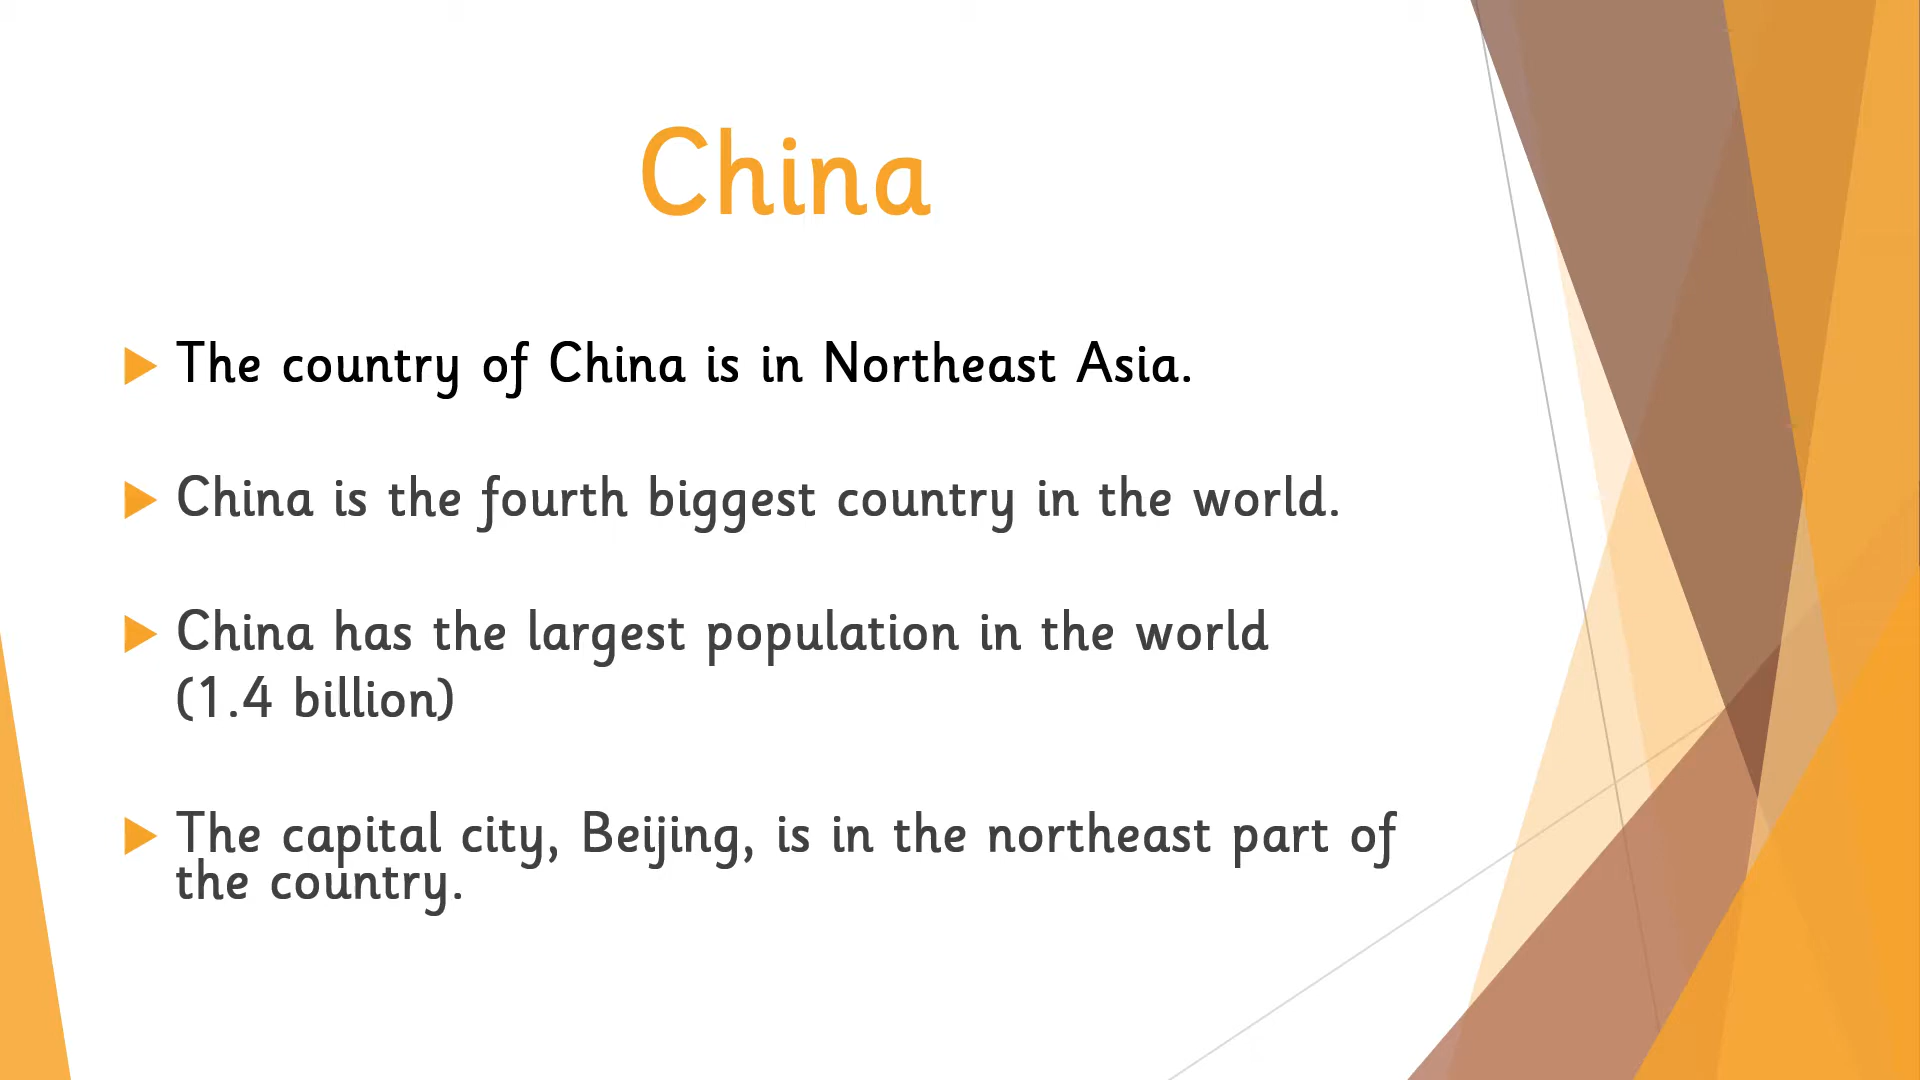 China
The country of China is in Northeast Asia.
China is the fourth biggest country in the world.
China has the largest population in the world
(1.4 billion)
The capital city, Beijing, is in the northeast part of
the country.